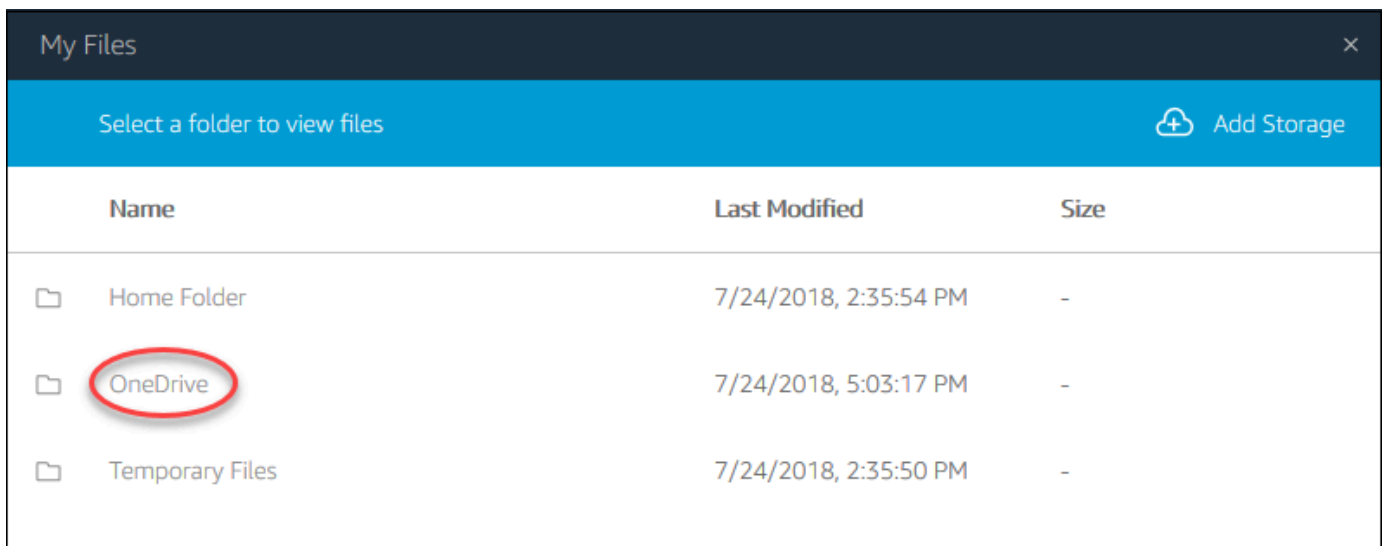 My Files ×
Select a folder to view files Add Storage
Name Last Modified Size
Home Folder 7/24/2018, 2:35:54 PM -
OneDrive 7/24/2018, 5:03:17 PM -
Temporary Files 7/24/2018, 2:35:50 PM -